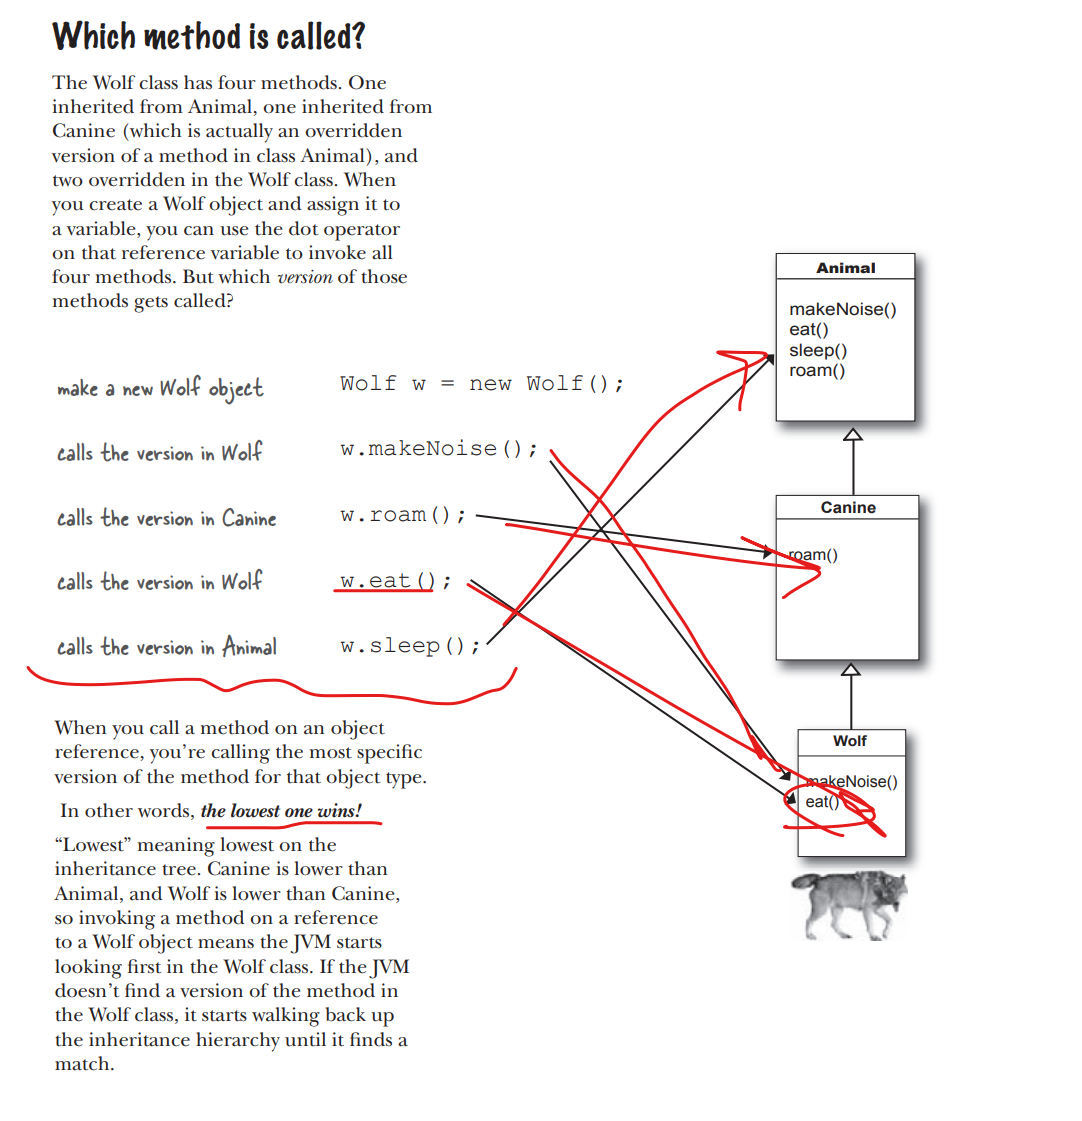 Which method is called?
The Wolf class has four methods. One
inherited from Animal, one inherited from
Canine (which is actually an overridden
version of a method in class Animal), and
two overridden in the Wolf class. When
you create a Wolf object and assign it to
a variable, you can use the dot operator
on that reference variable to invoke all
four methods. But which version of those
methods gets called?
make a new Wolf object Wolf w = new Wolf();
calls the version in Wolf w.makeNoise();
calls the version in Canine w.roam();
calls the version in Wolf w.eat();
calls the version in Animal w.sleep();
Animal
makeNoise()
eat()
sleep()
roam()
Canine
roam()
Wolf
makeNoise()
eat()
When you call a method on an object
reference, you’re calling the most specific
version of the method for that object type.
In other words, the lowest one wins!
“Lowest” meaning lowest on the
inheritance tree. Canine is lower than
Animal, and Wolf is lower than Canine,
so invoking a method on a reference
to a Wolf object means the JVM starts
looking first in the Wolf class. If the JVM
doesn’t find a version of the method in
the Wolf class, it starts walking back up
the inheritance hierarchy until it finds a
match.